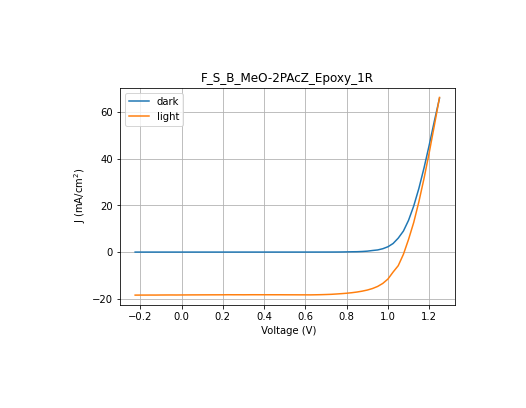 F_S_B_MeO-2PAcZ_Epoxy_1R
dark
light
60
40
20
0
−20
J (mA/cm²)
−0.2 0.0 0.2 0.4 0.6 0.8 1.0 1.2
Voltage (V)